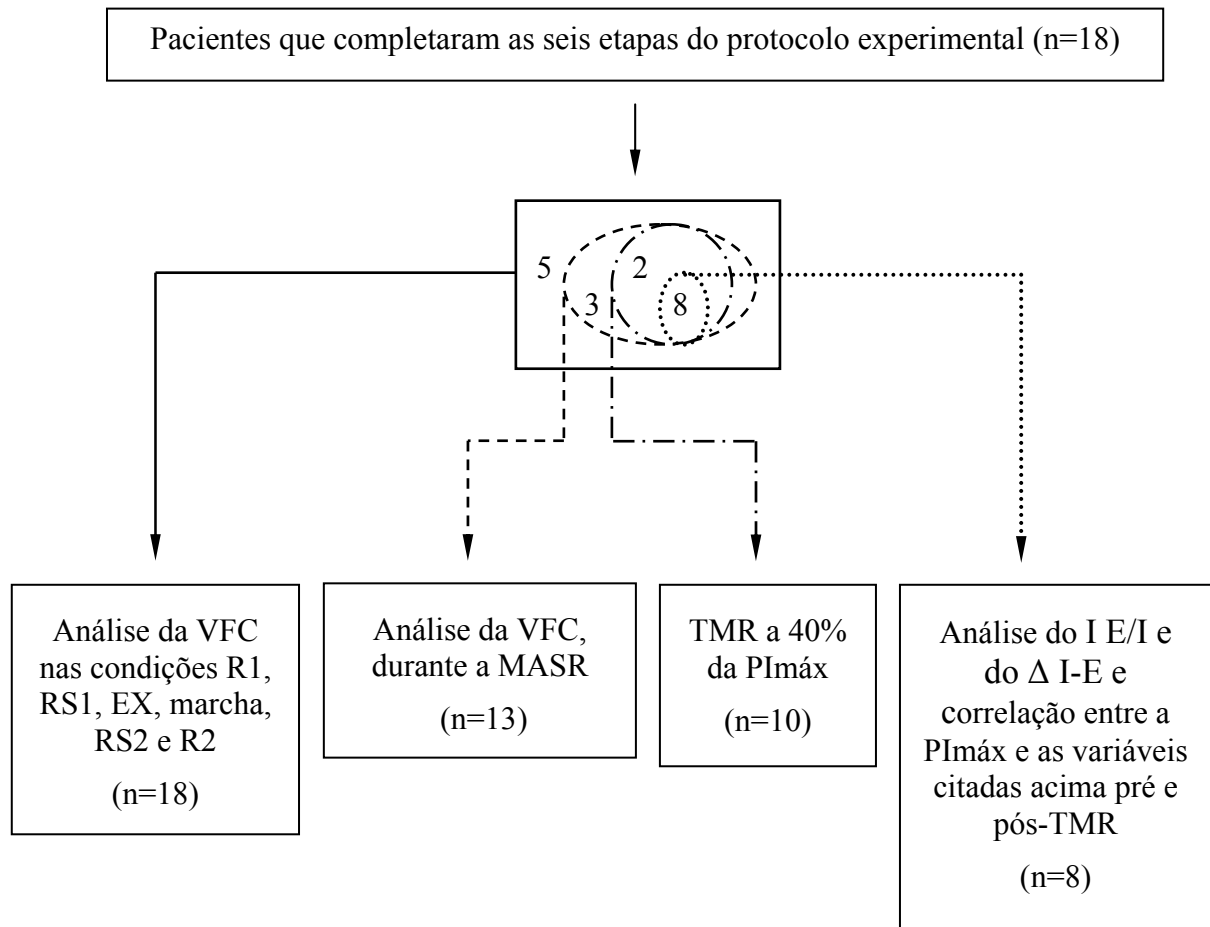 Pacientes que completaram as seis etapas do protocolo experimental (n=18)
5
2
3
8
Análise da VFC
nas condições R1,
RS1, EX, marcha,
RS2 e R2
(n=18)
Análise da VFC,
durante a MASR
(n=13)
TMR a 40%
da PImáx
(n=10)
Análise do I E/I e
do Δ I-E e
correlação entre a
PImáx e as variáveis
citadas acima pré e
pós-TMR
(n=8)